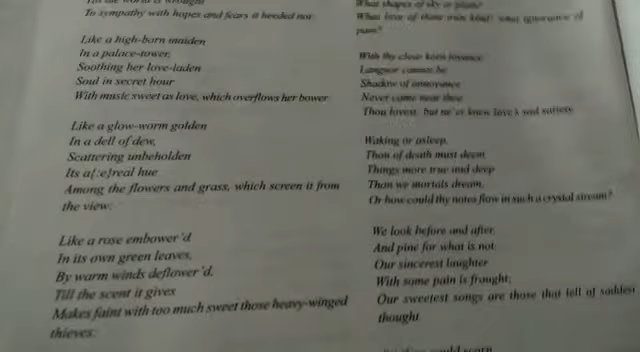 To sympathy with hopes and fears it heeded not:
Like a high-born maiden
In a palace-tower,
Soothing her love-laden
Soul in secret hour
With music sweet as love, which overflows her bower
Like a glow-worm golden
In a dell of dew,
Scattering unbeholden
Its a[:e]real hue
Among the flowers and grass, which screen it from
the view:
Like a rose embower'd
In its own green leaves,
By warm winds deflower'd,
Till the scent it gives
Makes faint with too much sweet those heavy-winged
thieves:
What shapes of sky or plain?
What love of thine own kind? what ignorance of
pain?
With thy clear keen joyance
Languor cannot be
Shadow of annoyance
Never came near thee
Thou lovest, but ne'er knew love's sad satiety.
Waking or asleep,
Thou of death must deem
Things more true and deep
Than we mortals dream,
Or how could thy notes flow in such a crystal stream?
We look before and after,
And pine for what is not:
Our sincerest laughter
With some pain is fraught;
Our sweetest songs are those that tell of saddest
thought.
could scorn